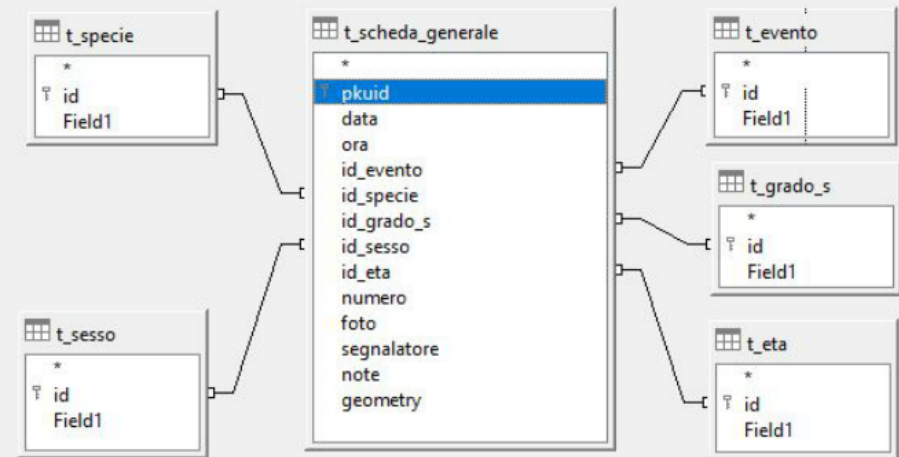 t_specie
*
id
Field1
t_scheda_generale
*
pkuid
data
ora
id_evento
id_specie
id_grado_s
id_sesso
id_eta
numero
foto
segnalatore
note
geometry
t_evento
*
id
Field1
t_grado_s
*
id
Field1
t_sesso
*
id
Field1
t_eta
*
id
Field1